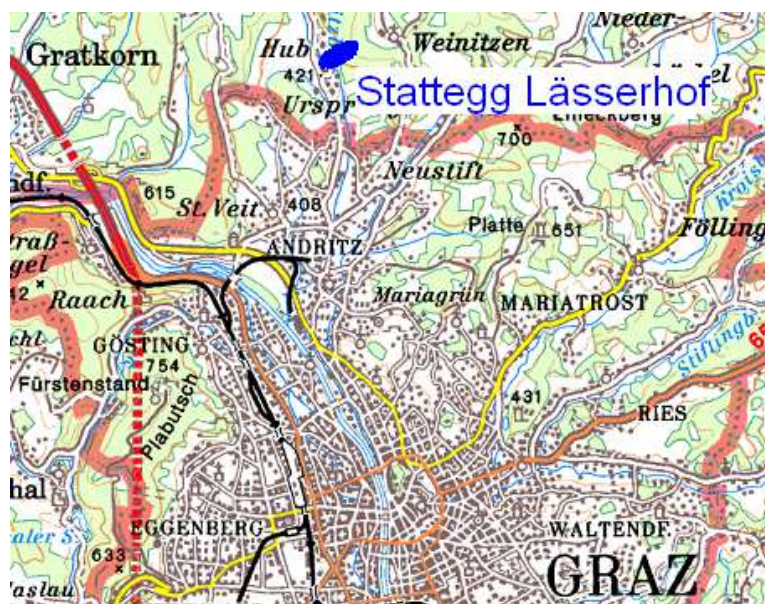 Nieder-
Gratkorn
Hub
Weinitzen
421
Stattegg Lässerhof
Urspr
700
Neustift
615
St. Veit
408
Platte
651
Fölling
ANDRITZ
Raach
Mariagrün
MARIATROST
GÖSTING
754
Stiftingb.
Fürstenstand
Plabutsch
431
RIES
EGGENBERG
WALTENDF.
633
GRAZ